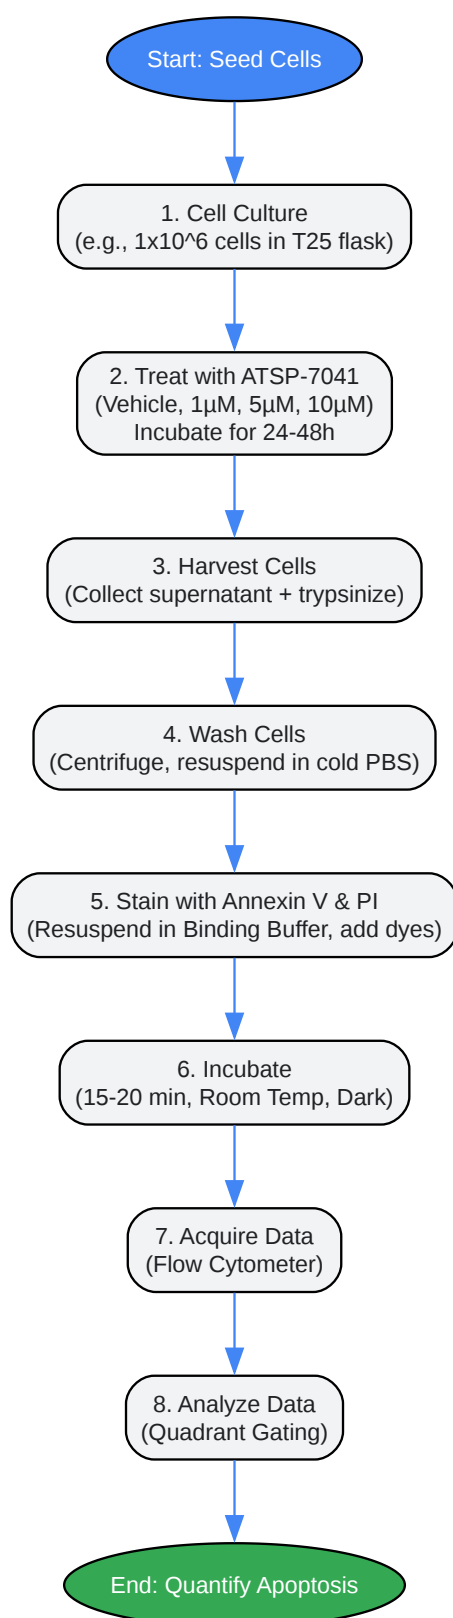 Start: Seed Cells
1. Cell Culture
(e.g., 1x10^6 cells in T25 flask)
2. Treat with ATSP-7041
(Vehicle, 1µM, 5µM, 10µM)
Incubate for 24-48h
3. Harvest Cells
(Collect supernatant + trypsinize)
4. Wash Cells
(Centrifuge, resuspend in cold PBS)
5. Stain with Annexin V & PI
(Resuspend in Binding Buffer, add dyes)
6. Incubate
(15-20 min, Room Temp, Dark)
7. Acquire Data
(Flow Cytometer)
8. Analyze Data
(Quadrant Gating)
End: Quantify Apoptosis